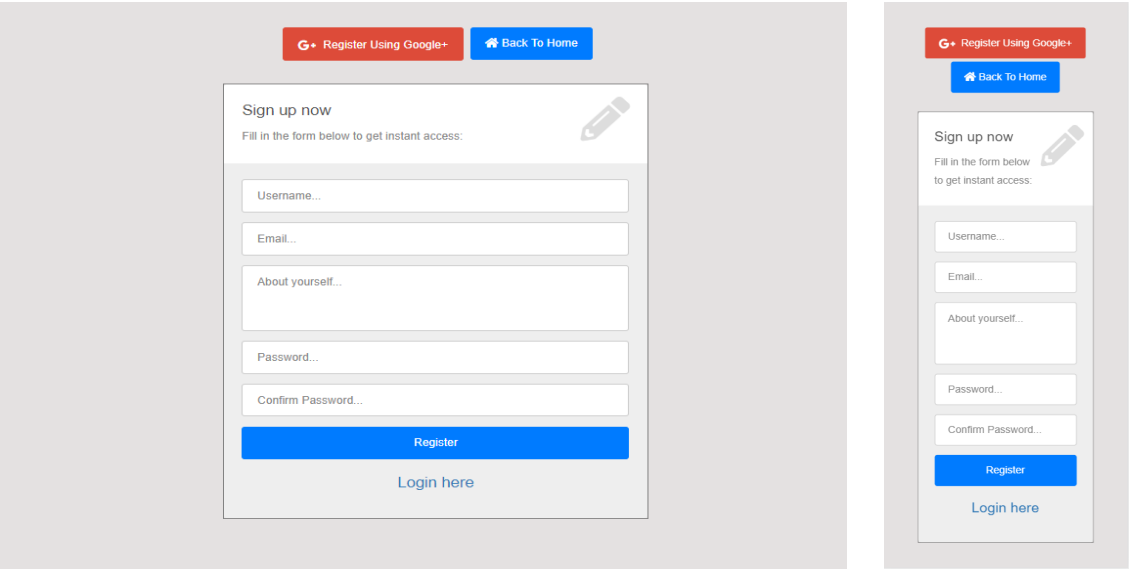 G+ Register Using Google+
Back To Home
Sign up now
Fill in the form below to get instant access:
Username...
Email...
About yourself...
Password...
Confirm Password...
Register
Login here
G+ Register Using Google+
Back To Home
Sign up now
Fill in the form below
to get instant access:
Username...
Email...
About yourself...
Password...
Confirm Password...
Register
Login here